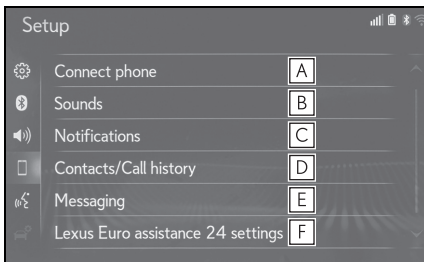 Setup
Connect phone A
Sounds B
Notifications C
Contacts/Call history D
Messaging E
Lexus Euro assistance 24 settings F